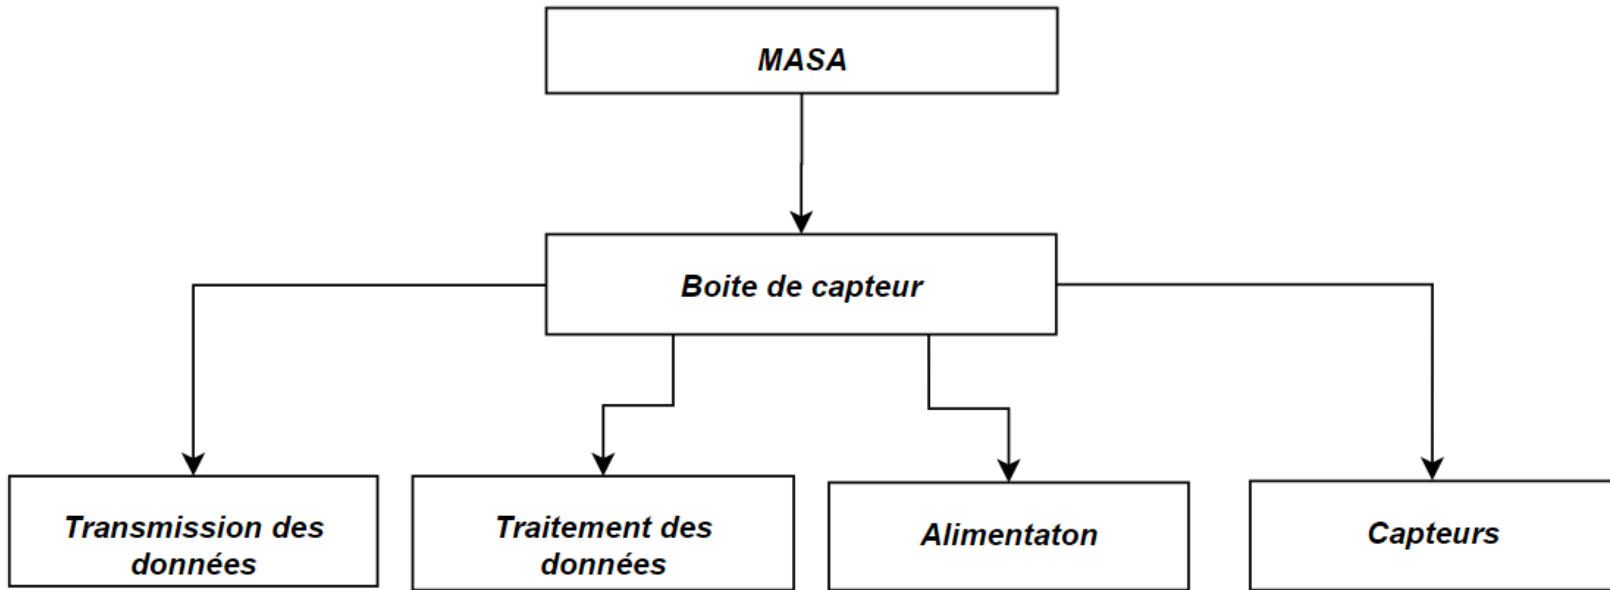 MASA
Boite de capteur
Transmission des
données
Traitement des
données
Alimentaton
Capteurs